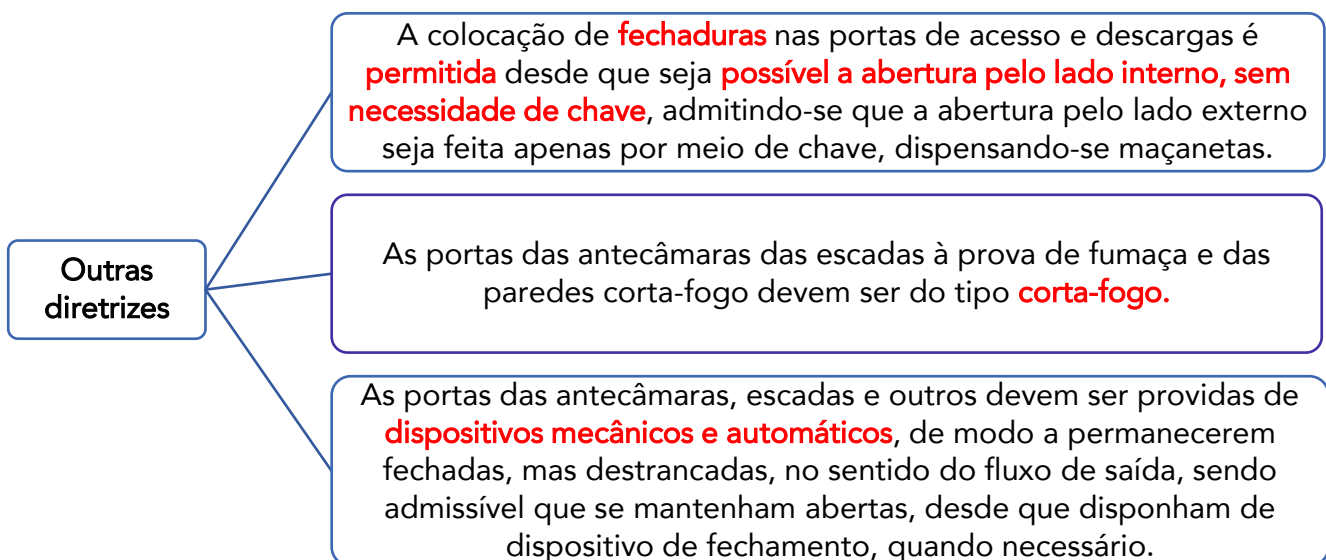 A colocação de fechaduras nas portas de acesso e descargas é
permitida desde que seja possível a abertura pelo lado interno, sem
necessidade de chave, admitindo-se que a abertura pelo lado externo
seja feita apenas por meio de chave, dispensando-se maçanetas.
Outras
diretrizes
As portas das antecâmaras das escadas à prova de fumaça e das
paredes corta-fogo devem ser do tipo corta-fogo.
As portas das antecâmaras, escadas e outros devem ser providas de
dispositivos mecânicos e automáticos, de modo a permanecerem
fechadas, mas destrancadas, no sentido do fluxo de saída, sendo
admissível que se mantenham abertas, desde que disponham de
dispositivo de fechamento, quando necessário.